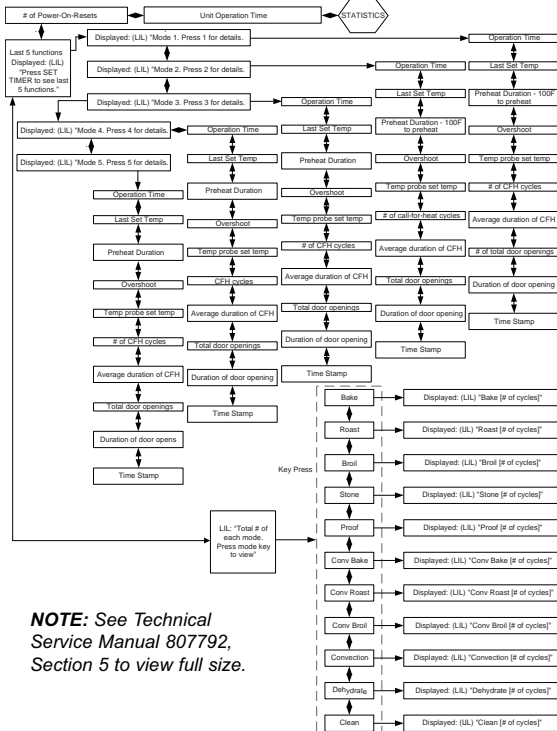 # of Power-On-Resets
Unit Operation Time
STATISTICS
Last 5 functions
Displayed: (LIL)
"Press SET
TIMER to see last
5 functions."
Displayed: (LIL) "Mode 1. Press 1 for details.
Displayed: (LIL) "Mode 2. Press 2 for details.
Displayed: (LIL) "Mode 3. Press 3 for details.
Displayed: (LIL) "Mode 4. Press 4 for details.
Displayed: (LIL) "Mode 5. Press 5 for details.
Operation Time
Last Set Temp
Preheat Duration
Overshoot
Temp probe set temp
# of CFH cycles
Average duration of CFH
Total door openings
Duration of door opens
Time Stamp
Operation Time
Last Set Temp
Preheat Duration
Overshoot
Temp probe set temp
CFH cycles
Average duration of CFH
Total door openings
Duration of door opening
Time Stamp
Operation Time
Last Set Temp
Preheat Duration
Overshoot
Temp probe set temp
# of CFH cycles
Average duration of CFH
Total door openings
Duration of door opening
Time Stamp
Operation Time
Last Set Temp
Preheat Duration - 100F
to preheat
Overshoot
Temp probe set temp
# of call-for-heat cycles
Average duration of CFH
Total door openings
Duration of door opening
Time Stamp
Operation Time
Last Set Temp
Preheat Duration - 100F
to preheat
Overshoot
Temp probe set temp
# of CFH cycles
Average duration of CFH
# of total door openings
Duration of door opening
Time Stamp
LIL: "Total # of
each mode.
Press mode key
to view"
Key Press
Bake
Displayed: (LIL) "Bake [# of cycles]"
Roast
Displayed: (LIL) "Roast [# of cycles]"
Broil
Displayed: (LIL) "Broil [# of cycles]"
Stone
Displayed: (LIL) "Stone [# of cycles]"
Proof
Displayed: (LIL) "Proof [# of cycles]"
Conv Bake
Displayed: (LIL) "Conv Bake [# of cycles]"
Conv Roast
Displayed: (LIL) "Conv Roast [# of cycles]"
Conv Broil
Displayed: (LIL) "Conv Broil [# of cycles]"
Convection
Displayed: (LIL) "Convection [# of cycles]"
Dehydrate
Displayed: (LIL) "Dehydrate [# of cycles]"
Clean
Displayed: (LIL) "Clean [# of cycles]"
NOTE: See Technical
Service Manual 807792,
Section 5 to view full size.